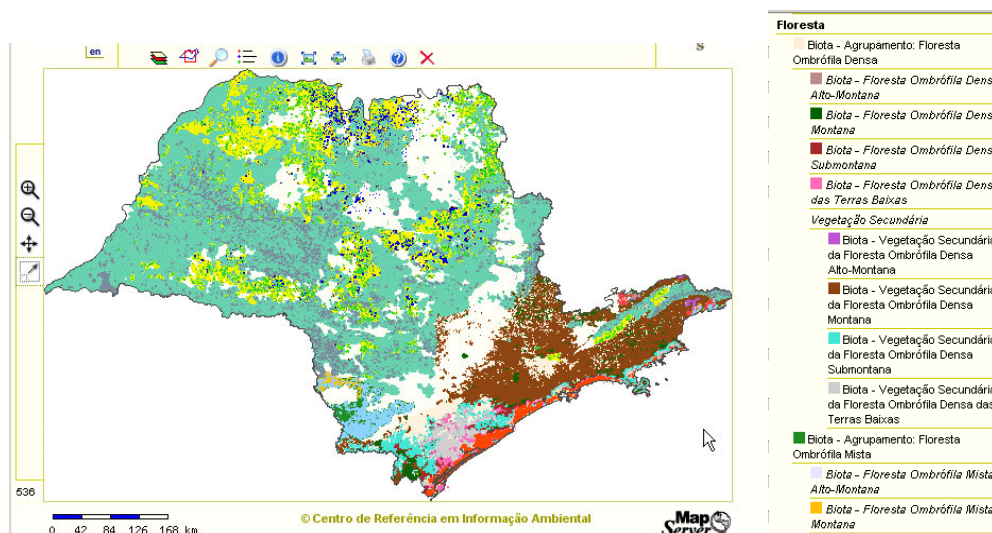 en
s
536
0 42 84 126 168 km
© Centro de Referência em Informação Ambiental
Map
Server
Floresta
Biota - Agrupamento: Floresta
Ombrófila Densa
Biota - Floresta Ombrófila Dens
Alto-Montana
Biota - Floresta Ombrófila Dens
Montana
Biota - Floresta Ombrófila Dens
Submontana
Biota - Floresta Ombrófila Dens
das Terras Baixas
Vegetação Secundária
Biota - Vegetação Secundári
da Floresta Ombrófila Densa
Alto-Montana
Biota - Vegetação Secundári
da Floresta Ombrófila Densa
Montana
Biota - Vegetação Secundári
da Floresta Ombrófila Densa
Submontana
Biota - Vegetação Secundári
da Floresta Ombrófila Densa das
Terras Baixas
Biota - Agrupamento: Floresta
Ombrófila Mista
Biota - Floresta Ombrófila Mista
Alto-Montana
Biota - Floresta Ombrófila Mista
Montana